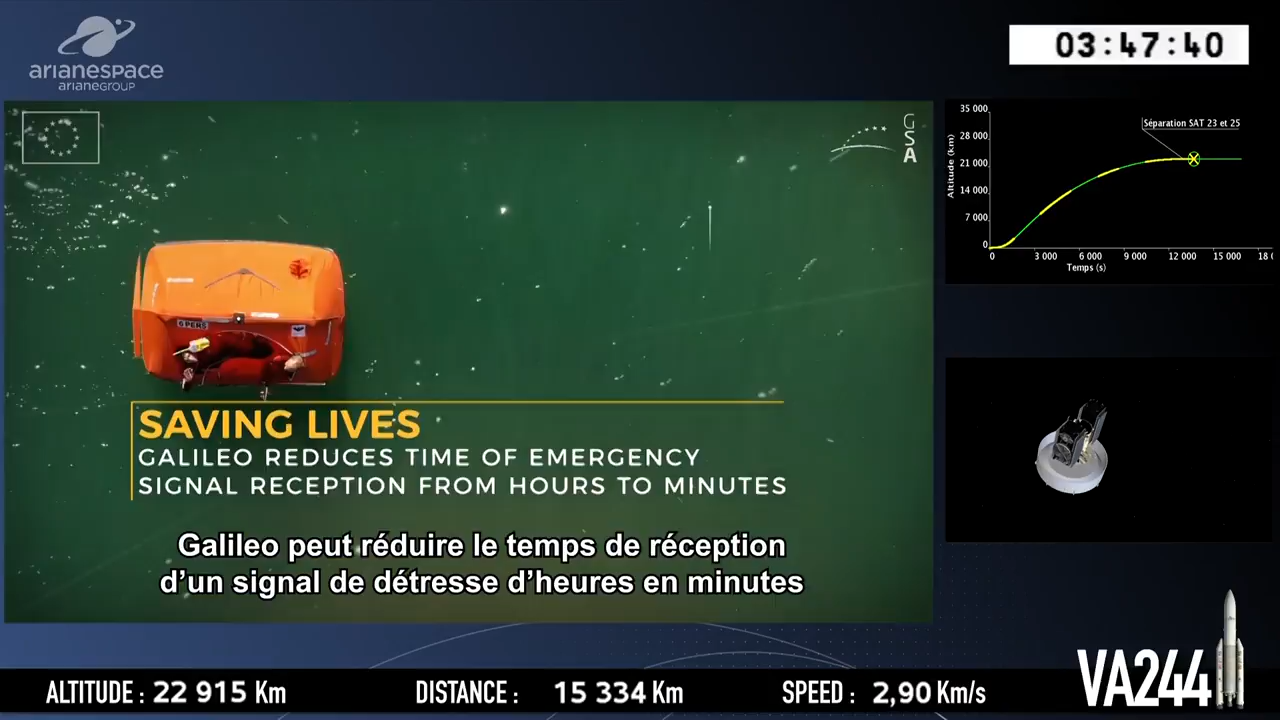 arianespace
arianeGROUP
03:47:40
GSA
6 PERS
SAVING LIVES
GALILEO REDUCES TIME OF EMERGENCY
SIGNAL RECEPTION FROM HOURS TO MINUTES
Galileo peut réduire le temps de réception
d'un signal de détresse d'heures en minutes
35 000
28 000
21 000
14 000
7 000
0
Altitude (km)
Séparation SAT 23 et 25
0 3 000 6 000 9 000 12 000 15 000 18 0
Temps (s)
VA244
ALTITUDE : 22 915 Km DISTANCE : 15 334 Km SPEED : 2,90 Km/s